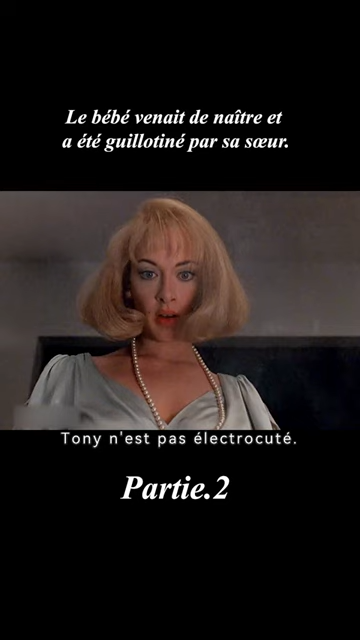 Le bébé venait de naître et
a été guillotiné par sa sœur.
Tony n'est pas électrocuté.
Partie.2